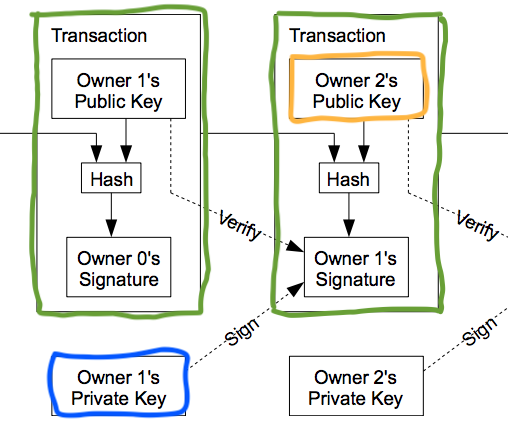 Transaction
Transaction
Owner 1's
Public Key
Owner 2's
Public Key
Hash
Hash
Verify
Verify
Owner 0's
Signature
Owner 1's
Signature
Sign
Sign
Owner 1's
Private Key
Owner 2's
Private Key